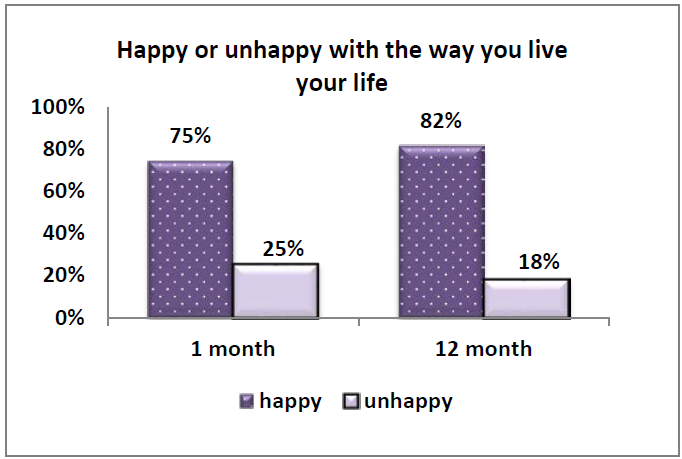 Happy or unhappy with the way you live
your life
100%
80%
60%
40%
20%
0%
75%
25%
82%
18%
1 month
12 month
happy
unhappy